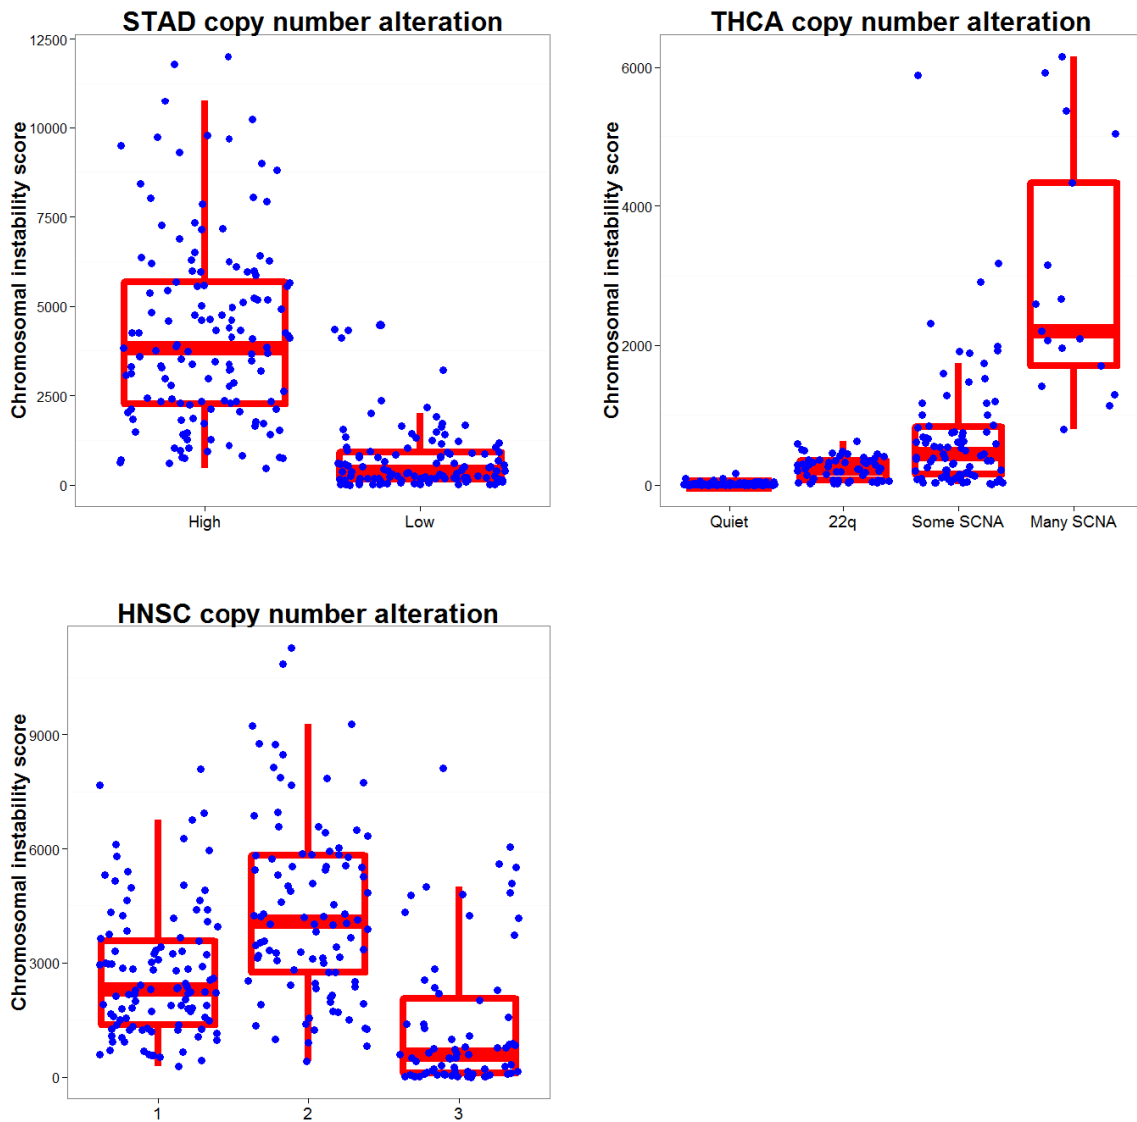 STAD copy number alteration
Chromosomal instability score
12500
10000
7500
5000
2500
0
High Low
THCA copy number alteration
Chromosomal instability score
6000
4000
2000
0
Quiet 22q Some SCNA Many SCNA
HNSC copy number alteration
Chromosomal instability score
9000
6000
3000
0
1 2 3